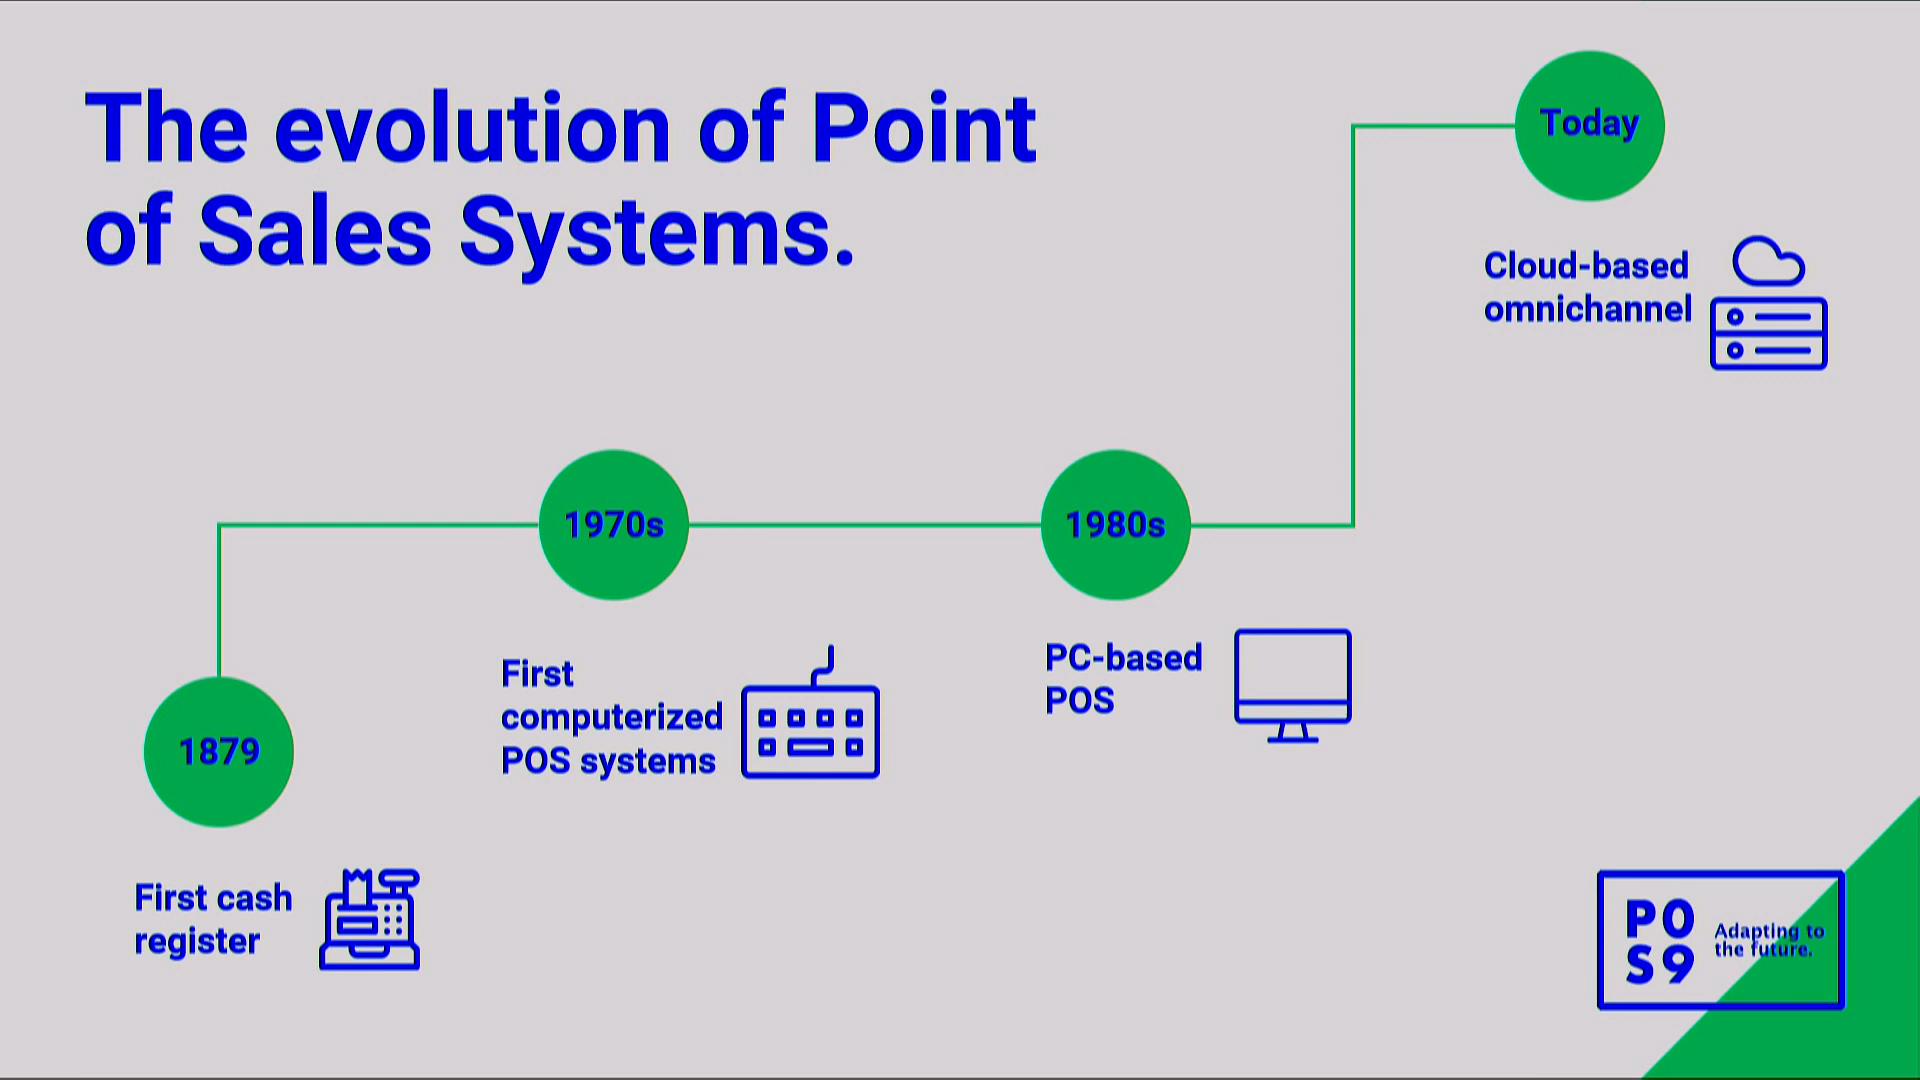 The evolution of Point
of Sales Systems.
Today
Cloud-based
omnichannel
1970s
1980s
First
computerized
POS systems
PC-based
POS
1879
First cash
register
PO
S9
Adapting to
the future.